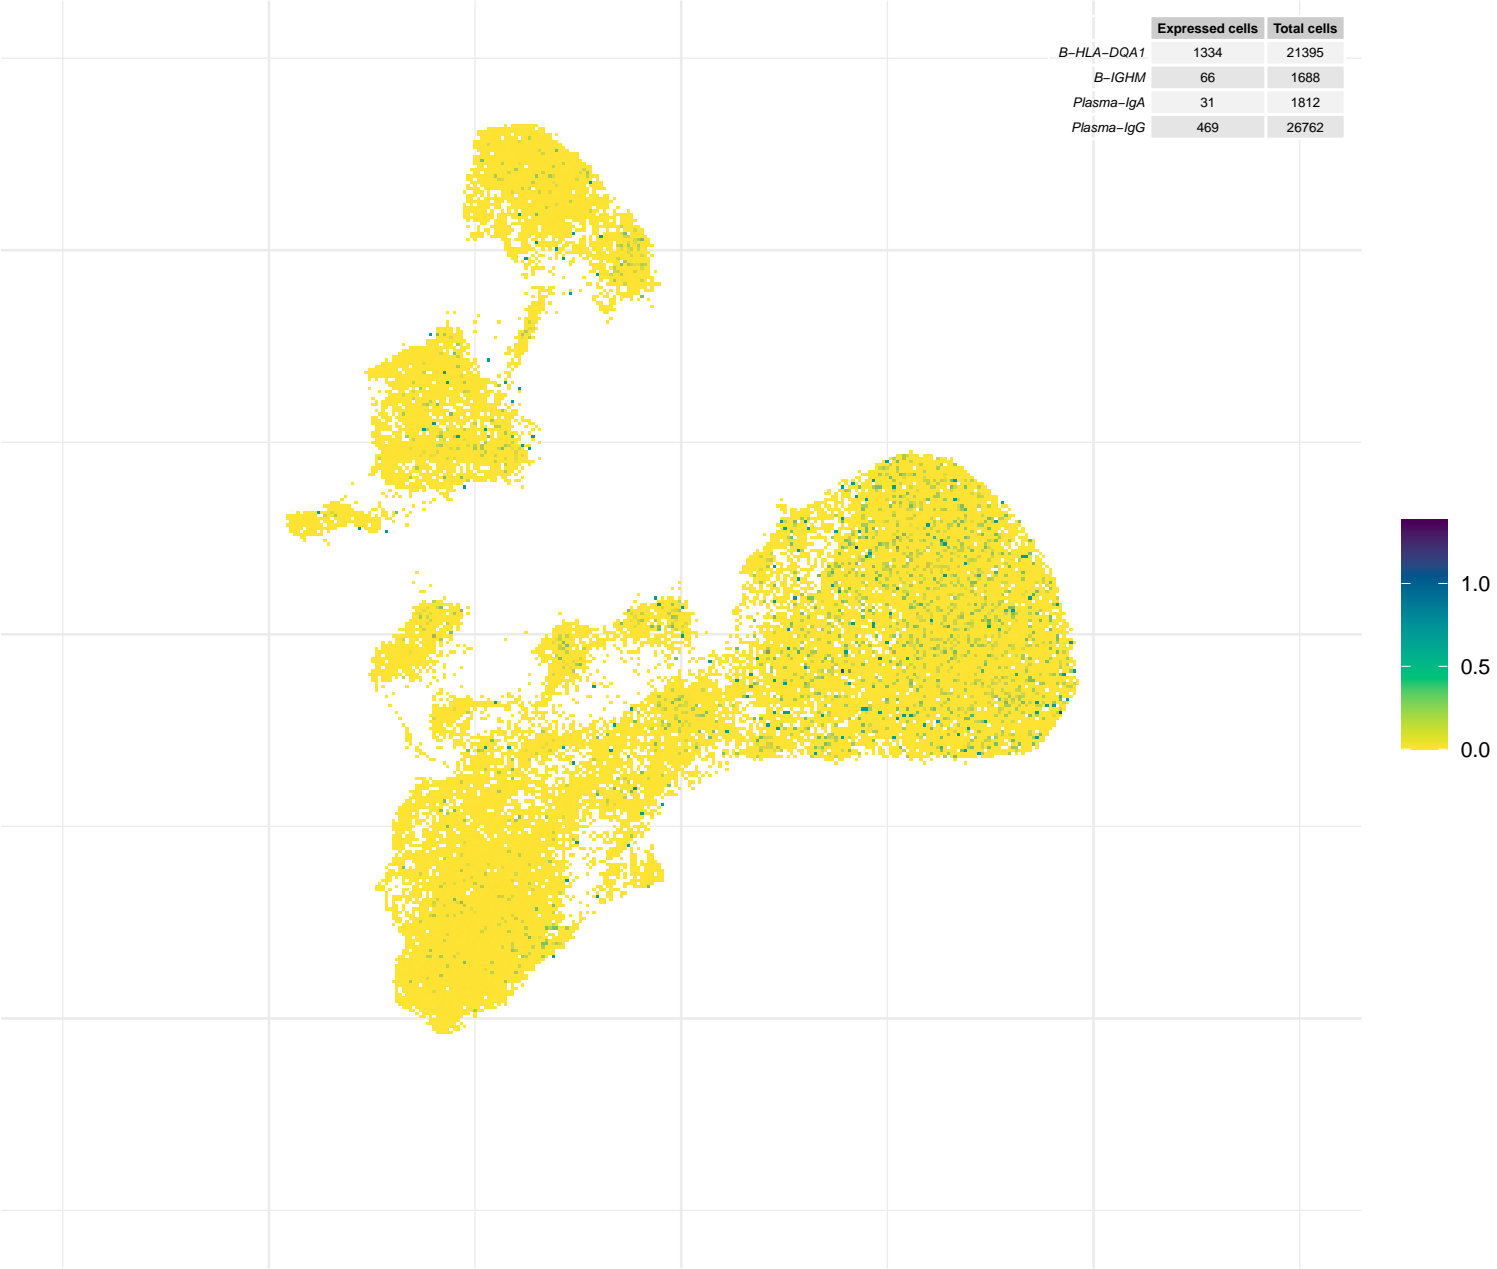 Expressed cells Total cells
B−HLA−DQA1 1334 21395
B−IGHM 66 1688
Plasma−IgA 31 1812
Plasma−IgG 469 26762
1.0
0.5
0.0